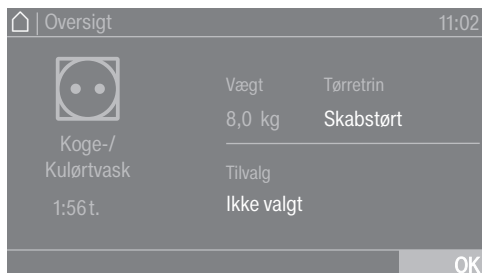 Oversigt 11:02
Koge-/
Kulørtvask
1:56 t.
Vægt Tørretrin
8,0 kg Skabstørt
Tilvalg
Ikke valgt
OK